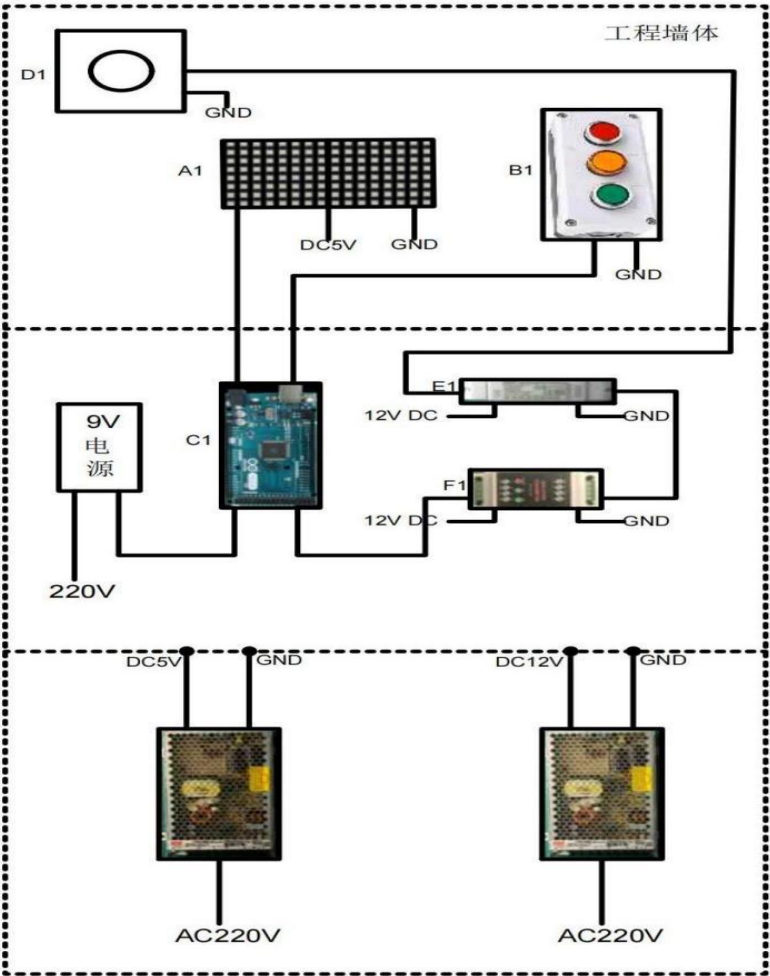 工程墙体
D1
GND
A1
B1
DC5V
GND
GND
E1
9V
电
源
12V DC
GND
C1
F1
12V DC
GND
220V
DC5V
GND
DC12V
GND
AC220V
AC220V